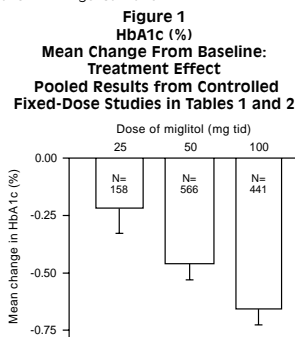 Figure 1
HbA1c (%)
Mean Change From Baseline:
Treatment Effect
Pooled Results from Controlled
Fixed-Dose Studies in Tables 1 and 2
Dose of miglitol (mg tid)
25 50 100
0.00
N= N= N=
158 566 441
-0.25
-0.50
-0.75
Mean change in HbA1c (%)